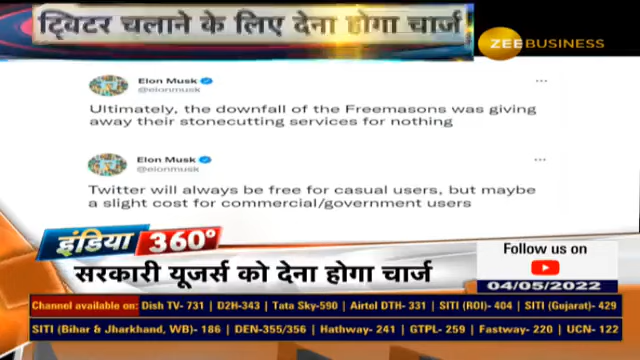 ट्विटर चलाने के लिए देना होगा चार्ज
ZEEBUSINESS
Elon Musk
@elonmusk
Ultimately, the downfall of the Freemasons was giving
away their stonecutting services for nothing
Elon Musk
@elonmusk
Twitter will always be free for casual users, but maybe
a slight cost for commercial/government users
इंडिया 360°
सरकारी यूजर्स को देना होगा चार्ज
Follow us on
04/05/2022
Channel available on: Dish TV- 731 | D2H-343 | Tata Sky-590 | Airtel DTH- 331 | SITI (ROI)- 404 | SITI (Gujarat)- 429
SITI (Bihar & Jharkhand, WB)- 186 | DEN-355/356 | Hathway- 241 | GTPL- 259 | Fastway- 220 | UCN- 122